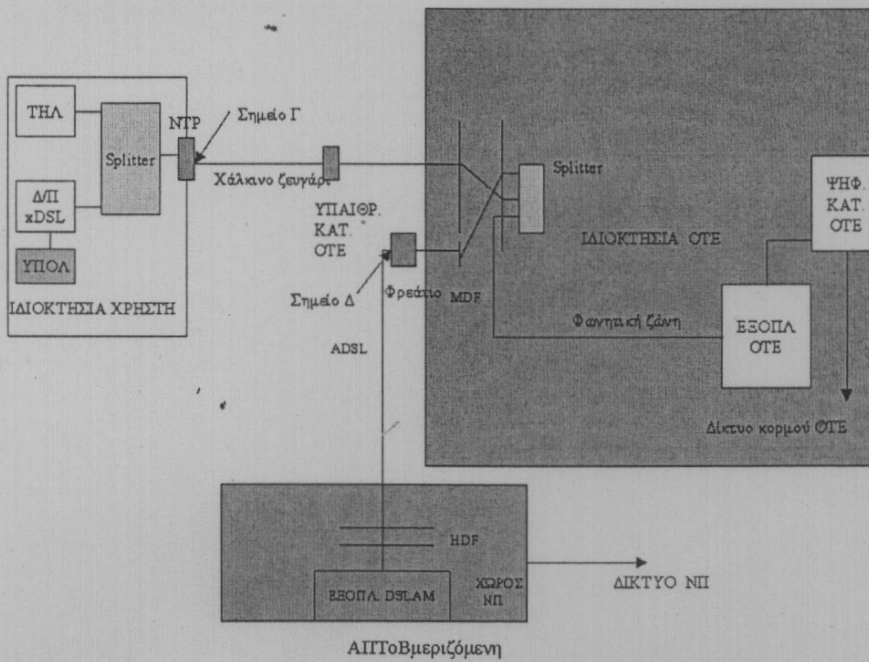 ΤΗΛ
Splitter
NTP
Σημείο Γ
Χάλκινο ζευγάρι
Δ/Π
xDSL
ΥΠΟΛ
ΙΔΙΟΚΤΗΣΙΑ ΧΡΗΣΤΗ
ΥΠΑΙΘΡ.
ΚΑΤ.
ΟΤΕ
Σημείο Δ
Φρεάτιο
MDF
ADSL
Splitter
ΙΔΙΟΚΤΗΣΙΑ ΟΤΕ
ΨΗΦ.
ΚΑΤ.
ΟΤΕ
Φωνητική ζώνη
ΕΞΟΠΛ
ΟΤΕ
Δίκτυο κορμού ΟΤΕ
HDF
ΕΞΟΠΛ. DSLAM
ΧΩΡΟΣ
ΝΠ
ΔΙΚΤΥΟ ΝΠ
ΑΠΤοΒμεριζόμενη